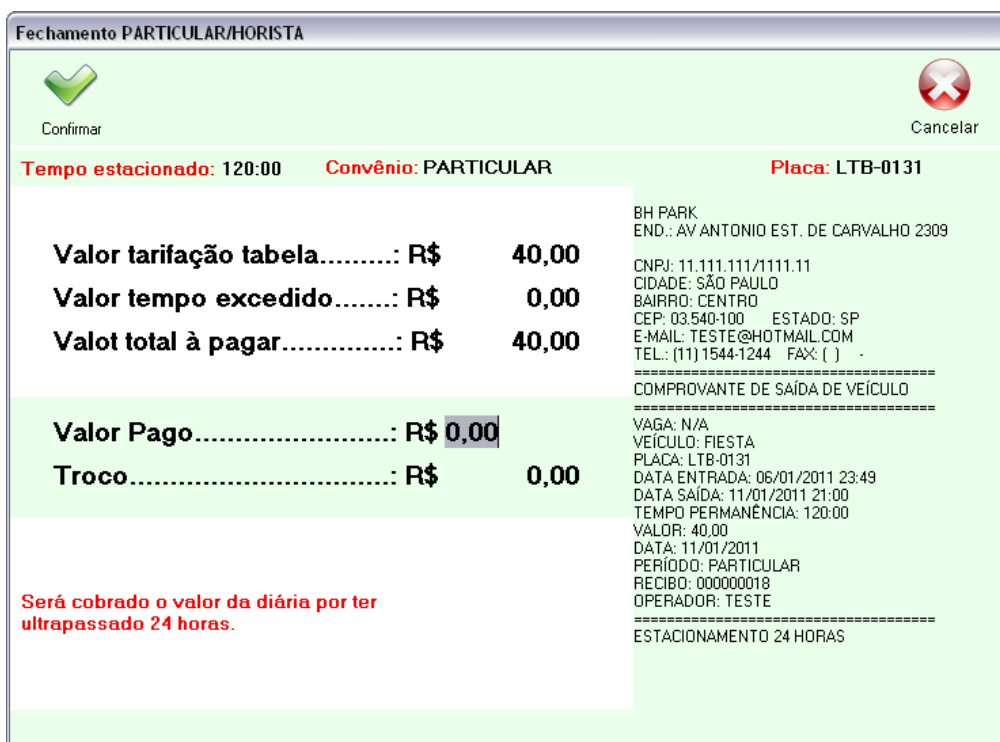 Fechamento PARTICULAR/HORISTA
Confirmar
Cancelar
Tempo estacionado: 120:00 Convênio: PARTICULAR Placa: LTB-0131
Valor tarifação tabela.........: R$ 40,00
Valor tempo excedido.......: R$ 0,00
Valot total à pagar..............: R$ 40,00
Valor Pago........................: R$ 0,00
Troco................................: R$ 0,00
Será cobrado o valor da diária por ter
ultrapassado 24 horas.
BH PARK
END.: AV ANTONIO EST. DE CARVALHO 2309
CNPJ: 11.111.111/1111.11
CIDADE: SÃO PAULO
BAIRRO: CENTRO
CEP: 03.540-100 ESTADO: SP
E-MAIL: TESTE@HOTMAIL.COM
TEL.: (11) 1544-1244 FAX: ( ) -
=====================================
COMPROVANTE DE SAÍDA DE VEÍCULO
=====================================
VAGA: N/A
VEÍCULO: FIESTA
PLACA: LTB-0131
DATA ENTRADA: 06/01/2011 23:49
DATA SAÍDA: 11/01/2011 21:00
TEMPO PERMANÊNCIA: 120:00
VALOR: 40,00
DATA: 11/01/2011
PERÍODO: PARTICULAR
RECIBO: 000000018
OPERADOR: TESTE
=====================================
ESTACIONAMENTO 24 HORAS